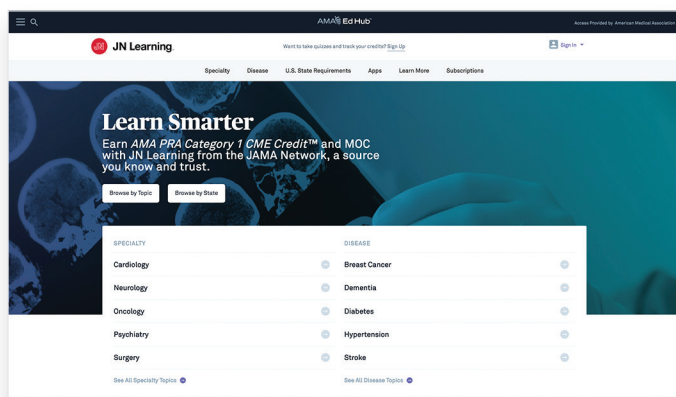 AMA Ed Hub™
Access Provided by American Medical Association
JN
JN Learning™
Want to take quizzes and track your credits? Sign Up
Sign In
Specialty Disease U.S. State Requirements Apps Learn More Subscriptions
Learn Smarter
Earn AMA PRA Category 1 CME Credit™ and MOC
with JN Learning from the JAMA Network, a source
you know and trust.
Browse by Topic Browse by State
SPECIALTY DISEASE
Cardiology Breast Cancer
Neurology Dementia
Oncology Diabetes
Psychiatry Hypertension
Surgery Stroke
See All Specialty Topics See All Disease Topics